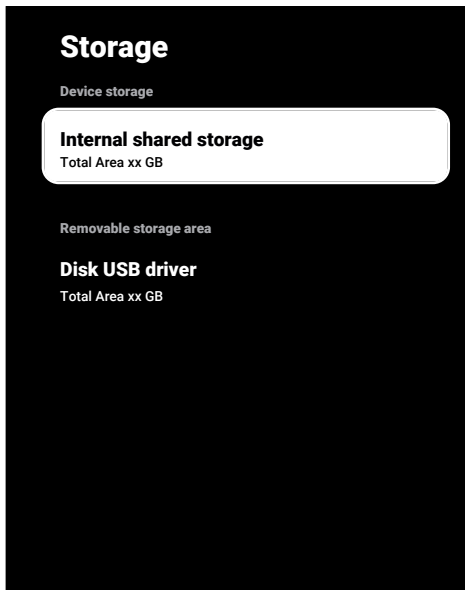 Storage
Device storage
Internal shared storage
Total Area xx GB
Removable storage area
Disk USB driver
Total Area xx GB